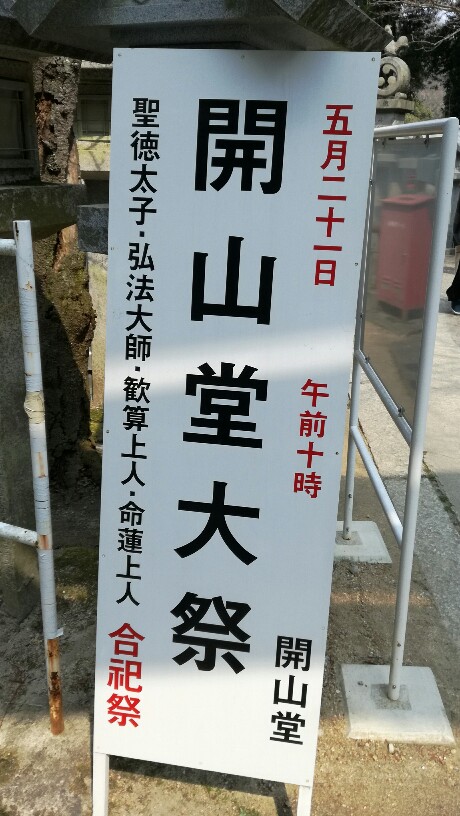 五月二十一日 午前十時
開山堂
開山堂大祭
聖徳太子・弘法大師・歓算上人・命蓮上人 合祀祭